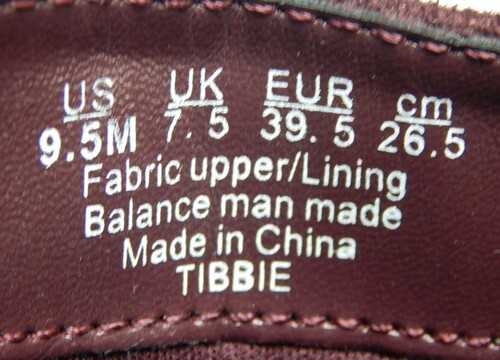 US UK EUR cm
9.5M 7.5 39.5 26.5
Fabric upper/Lining
Balance man made
Made in China
TIBBIE